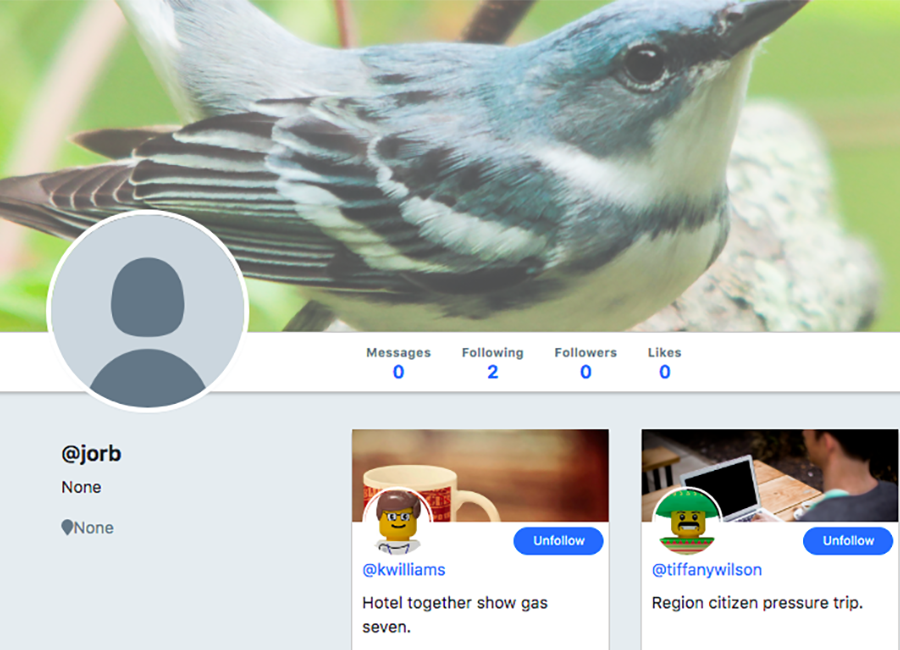 Messages Following Followers Likes
0 2 0 0
@jorb
None
None
Unfollow
@kwilliams
Hotel together show gas
seven.
Unfollow
@tiffanywilson
Region citizen pressure trip.